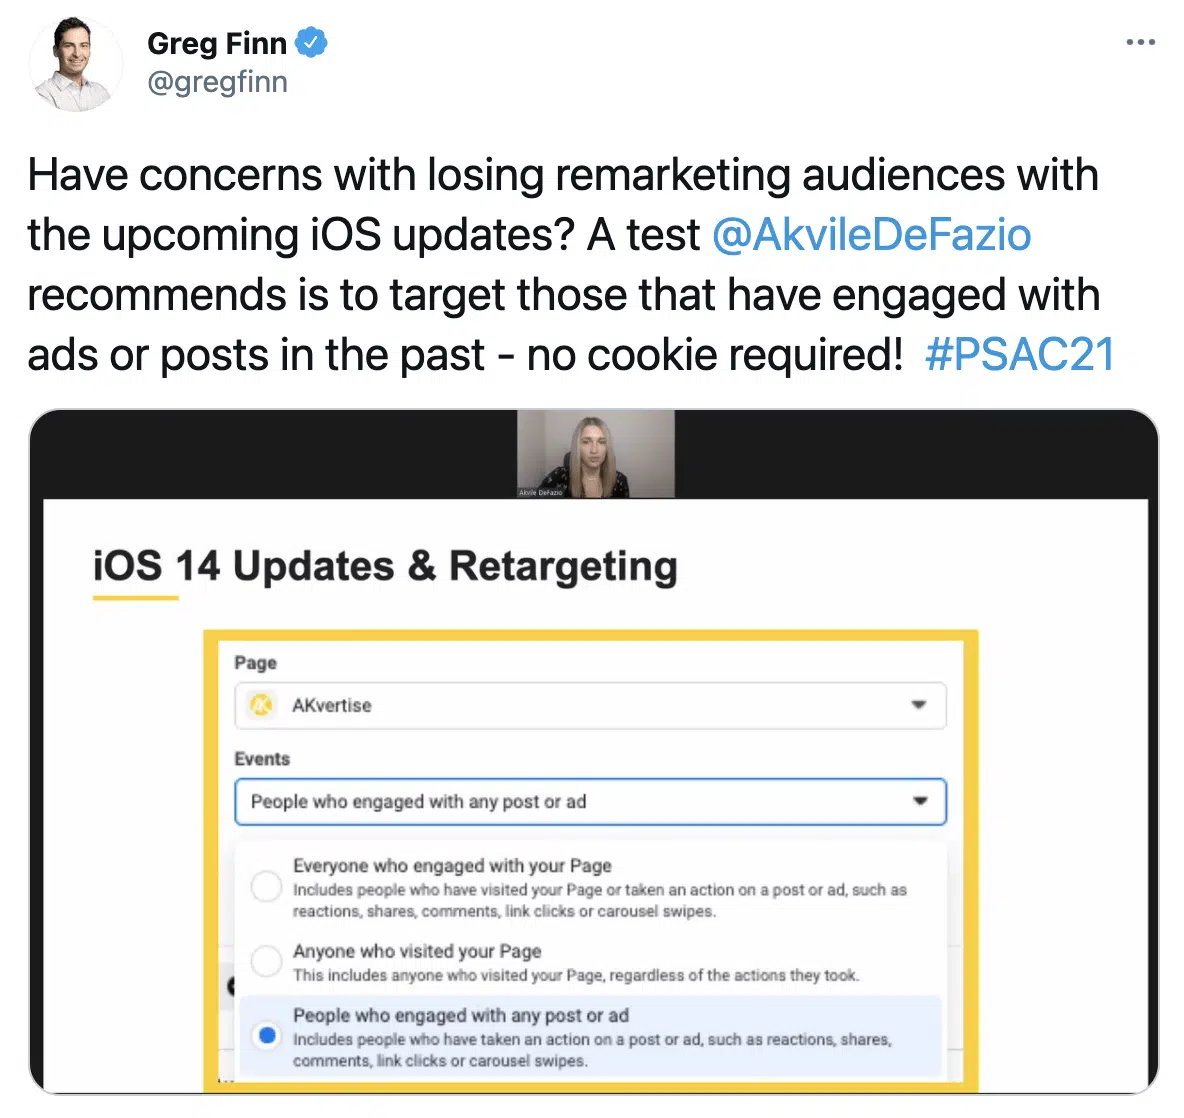 Greg Finn
@gregfinn
Have concerns with losing remarketing audiences with
the upcoming iOS updates? A test @AkvileDeFazio
recommends is to target those that have engaged with
ads or posts in the past - no cookie required! #PSAC21
Akvile DeFazio
iOS 14 Updates & Retargeting
Page
AKvertise
Events
People who engaged with any post or ad
Everyone who engaged with your Page
Includes people who have visited your Page or taken an action on a post or ad, such as
reactions, shares, comments, link clicks or carousel swipes.
Anyone who visited your Page
This includes anyone who visited your Page, regardless of the actions they took.
People who engaged with any post or ad
Includes people who have taken an action on a post or ad, such as reactions, shares,
comments, link clicks or carousel swipes.